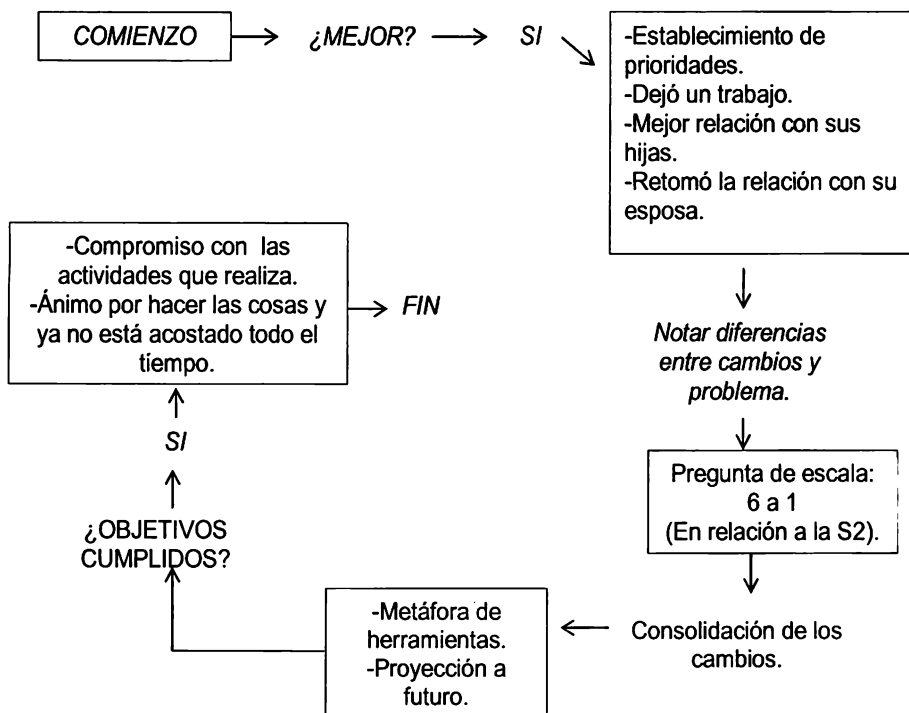 COMIENZO
¿MEJOR?
SI
-Establecimiento de
prioridades.
-Dejó un trabajo.
-Mejor relación con sus
hijas.
-Retomó la relación con su
esposa.
Notar diferencias
entre cambios y
problema.
Pregunta de escala:
6 a 1
(En relación a la S2).
Consolidación de los
cambios.
-Metáfora de
herramientas.
-Proyección a
futuro.
¿OBJETIVOS
CUMPLIDOS?
SI
-Compromiso con las
actividades que realiza.
-Ánimo por hacer las cosas y
ya no está acostado todo el
tiempo.
FIN